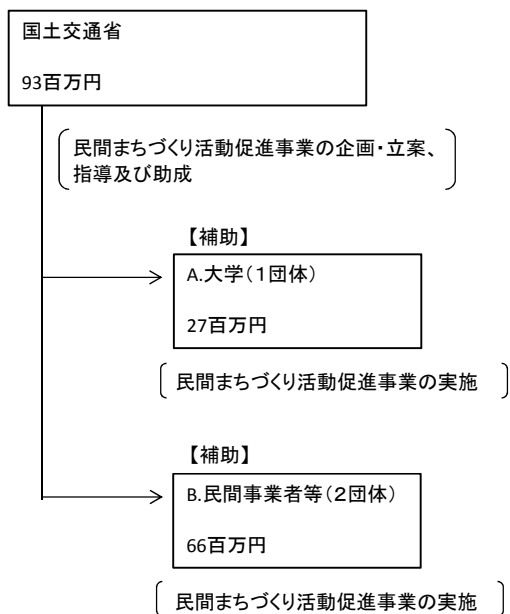 国土交通省
93百万円
民間まちづくり活動促進事業の企画・立案、
指導及び助成
【補助】
A.大学（１団体）
27百万円
民間まちづくり活動促進事業の実施
【補助】
B.民間事業者等（２団体）
66百万円
民間まちづくり活動促進事業の実施